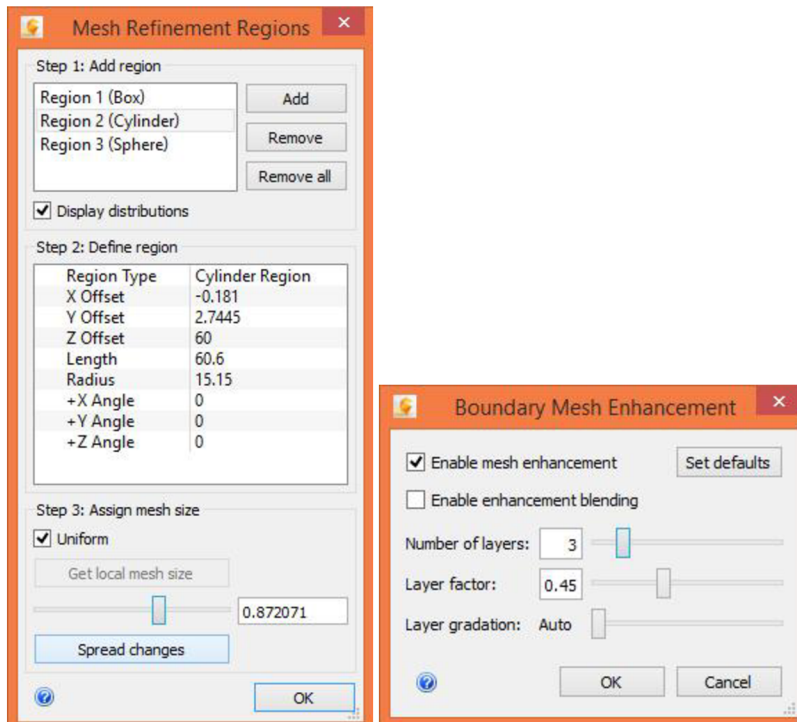 Mesh Refinement Regions
Step 1: Add region
Region 1 (Box)
Region 2 (Cylinder)
Region 3 (Sphere)
Add
Remove
Remove all
Display distributions
Step 2: Define region
Region Type Cylinder Region
X Offset -0.181
Y Offset 2.7445
Z Offset 60
Length 60.6
Radius 15.15
+X Angle 0
+Y Angle 0
+Z Angle 0
Step 3: Assign mesh size
Uniform
Get local mesh size
0.872071
Spread changes
OK
Boundary Mesh Enhancement
Enable mesh enhancement Set defaults
Enable enhancement blending
Number of layers: 3
Layer factor: 0.45
Layer gradation: Auto
OK Cancel